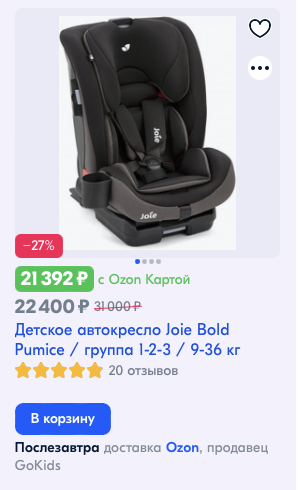 Joie
Joie
−27%
21 392 ₽ с Ozon Картой
22 400 ₽ 31 000 ₽
Детское автокресло Joie Bold
Pumice / группа 1-2-3 / 9-36 кг
20 отзывов
В корзину
Послезавтра доставка Ozon, продавец
GoKids